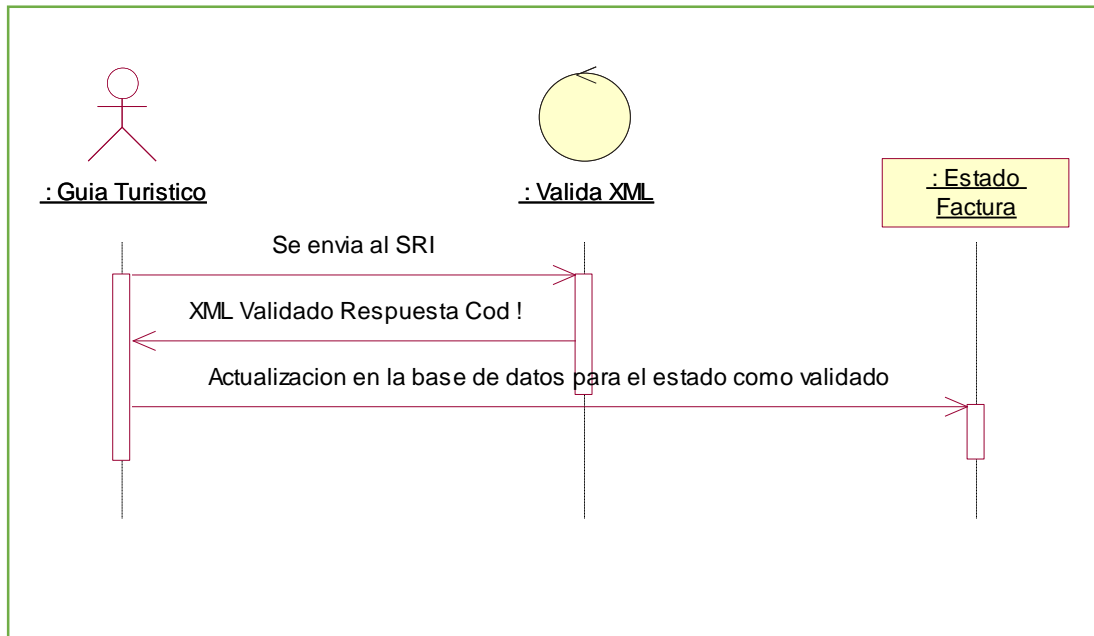 : Guia Turistico
: Valida XML
: Estado
Factura
Se envia al SRI
XML Validado Respuesta Cod !
Actualizacion en la base de datos para el estado como validado